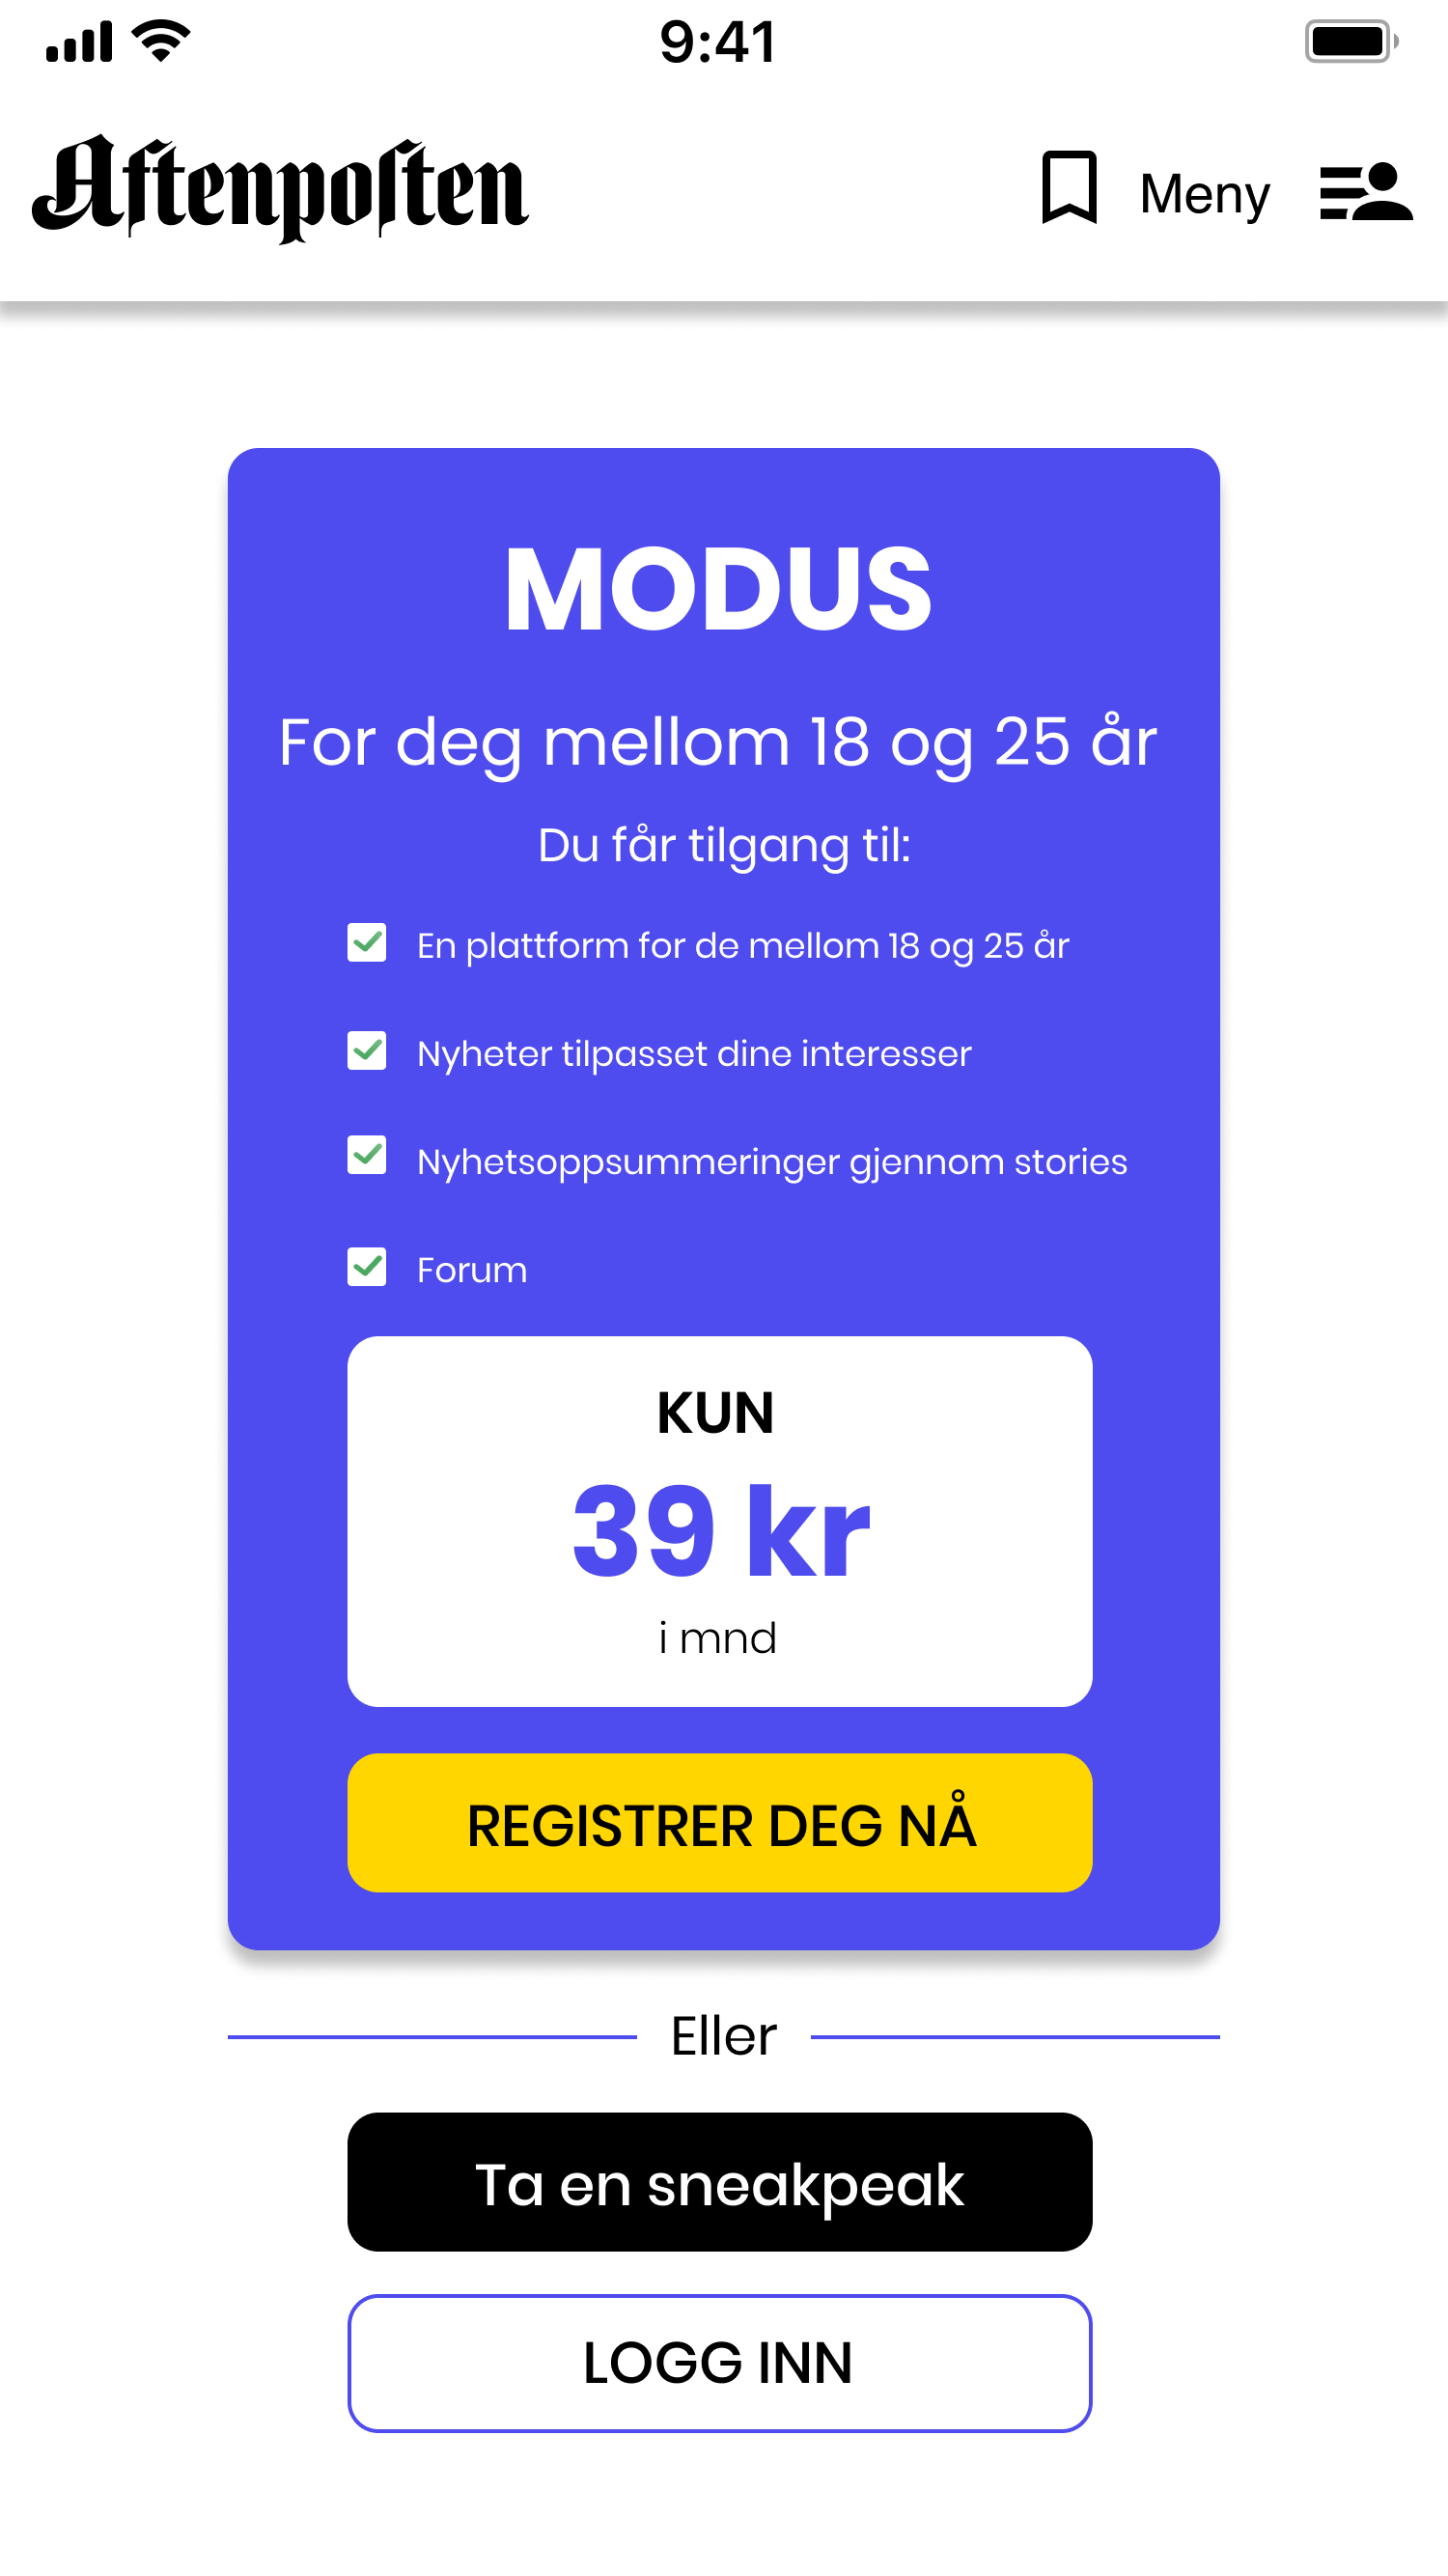 9:41
Aftenposten
Meny
MODUS
For deg mellom 18 og 25 år
Du får tilgang til:
En plattform for de mellom 18 og 25 år
Nyheter tilpasset dine interesser
Nyhetsoppsummeringer gjennom stories
Forum
KUN
39 kr
i mnd
REGISTRER DEG NÅ
Eller
Ta en sneakpeak
LOGG INN